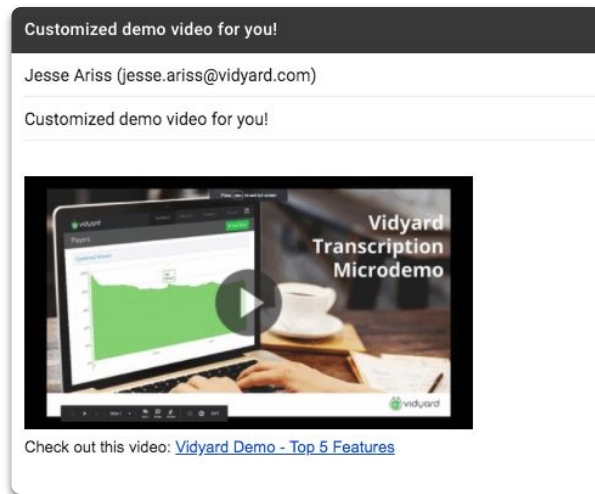 Customized demo video for you!
Jesse Ariss (jesse.ariss@vidyard.com)
Customized demo video for you!
vidyard
Players
Vidyard
Transcription
Microdemo
vidyard
Check out this video: Vidyard Demo - Top 5 Features